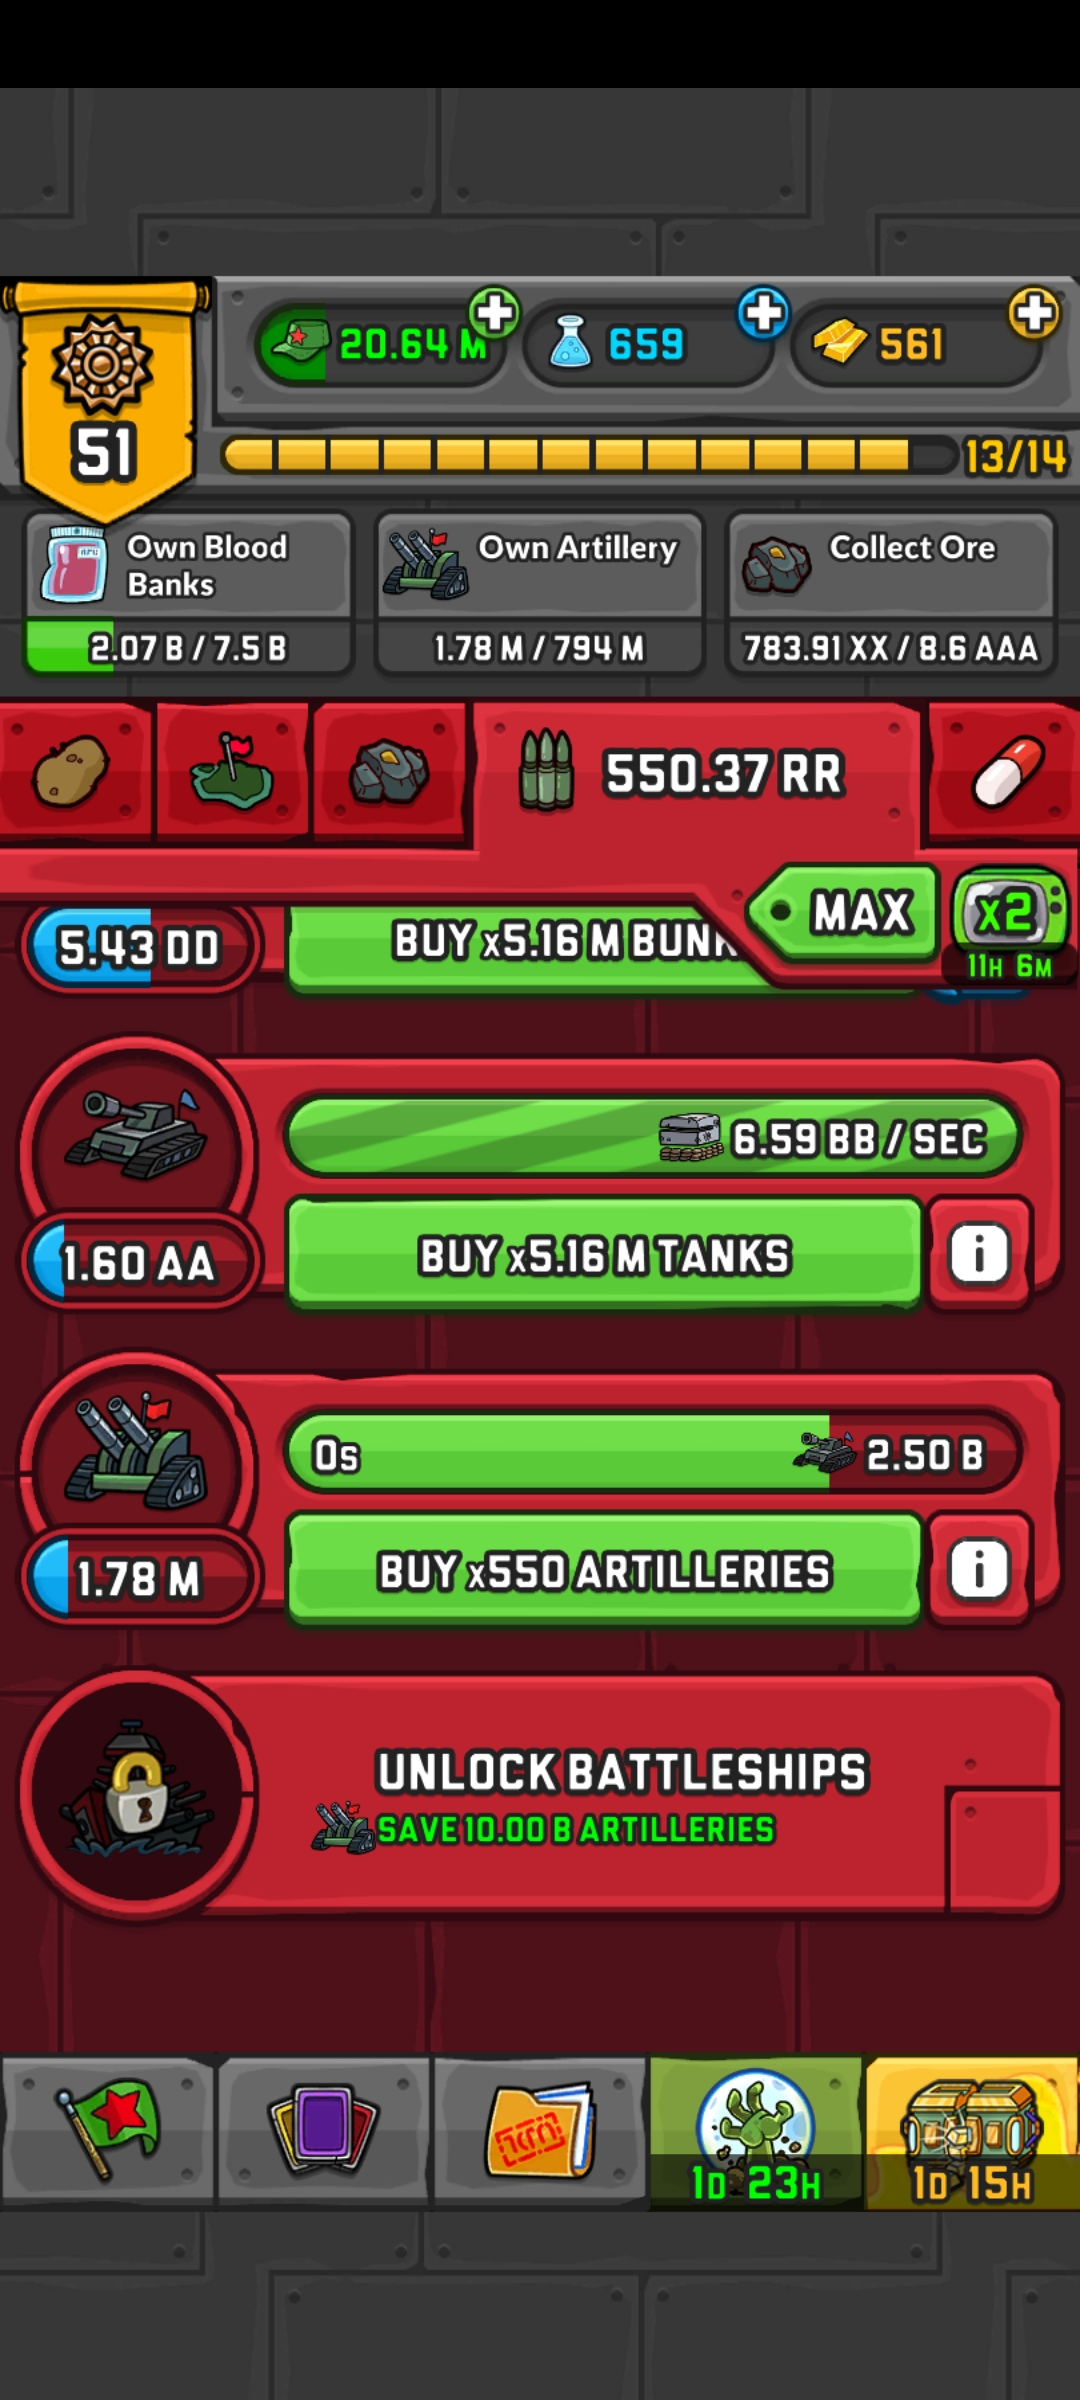 20.64 M
659
561
51
13/14
Own Blood
Banks
Own Artillery
Collect Ore
2.07 B / 7.5 B
1.78 M / 794 M
783.91 XX / 8.6 AAA
550.37 RR
MAX
x2
11H 6M
5.43 DD
BUY x5.16 M
6.59 BB / SEC
1.60 AA
BUY x5.16 M TANKS
i
0s
2.50 B
1.78 M
BUY x550 ARTILLERIES
i
UNLOCK BATTLESHIPS
SAVE 10.00 B ARTILLERIES
1D 23H
1D 15H